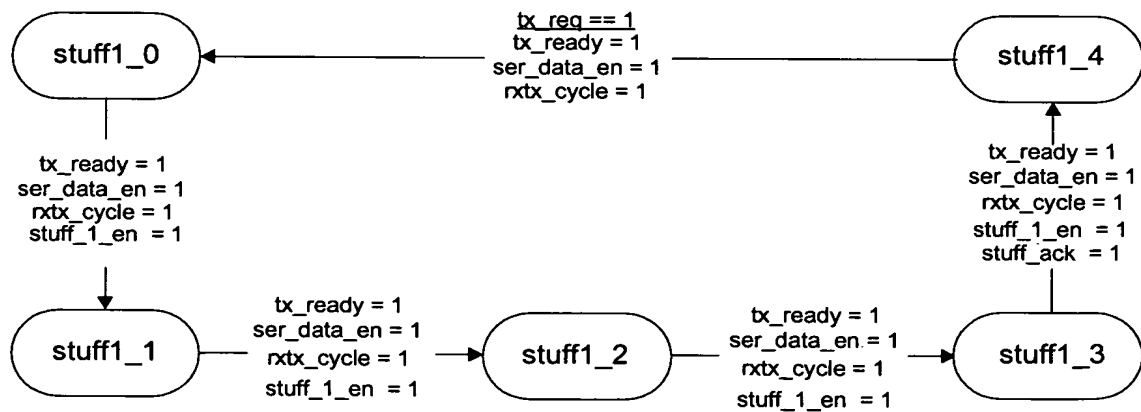 stuff1_0
tx_req == 1
tx_ready = 1
ser_data_en = 1
rxtx_cycle = 1
stuff1_4
tx_ready = 1
ser_data_en = 1
rxtx_cycle = 1
stuff_1_en = 1
tx_ready = 1
ser_data_en = 1
rxtx_cycle = 1
stuff_1_en = 1
stuff_ack = 1
stuff1_1
tx_ready = 1
ser_data_en = 1
rxtx_cycle = 1
stuff_1_en = 1
stuff1_2
tx_ready = 1
ser_data_en = 1
rxtx_cycle = 1
stuff_1_en = 1
stuff1_3